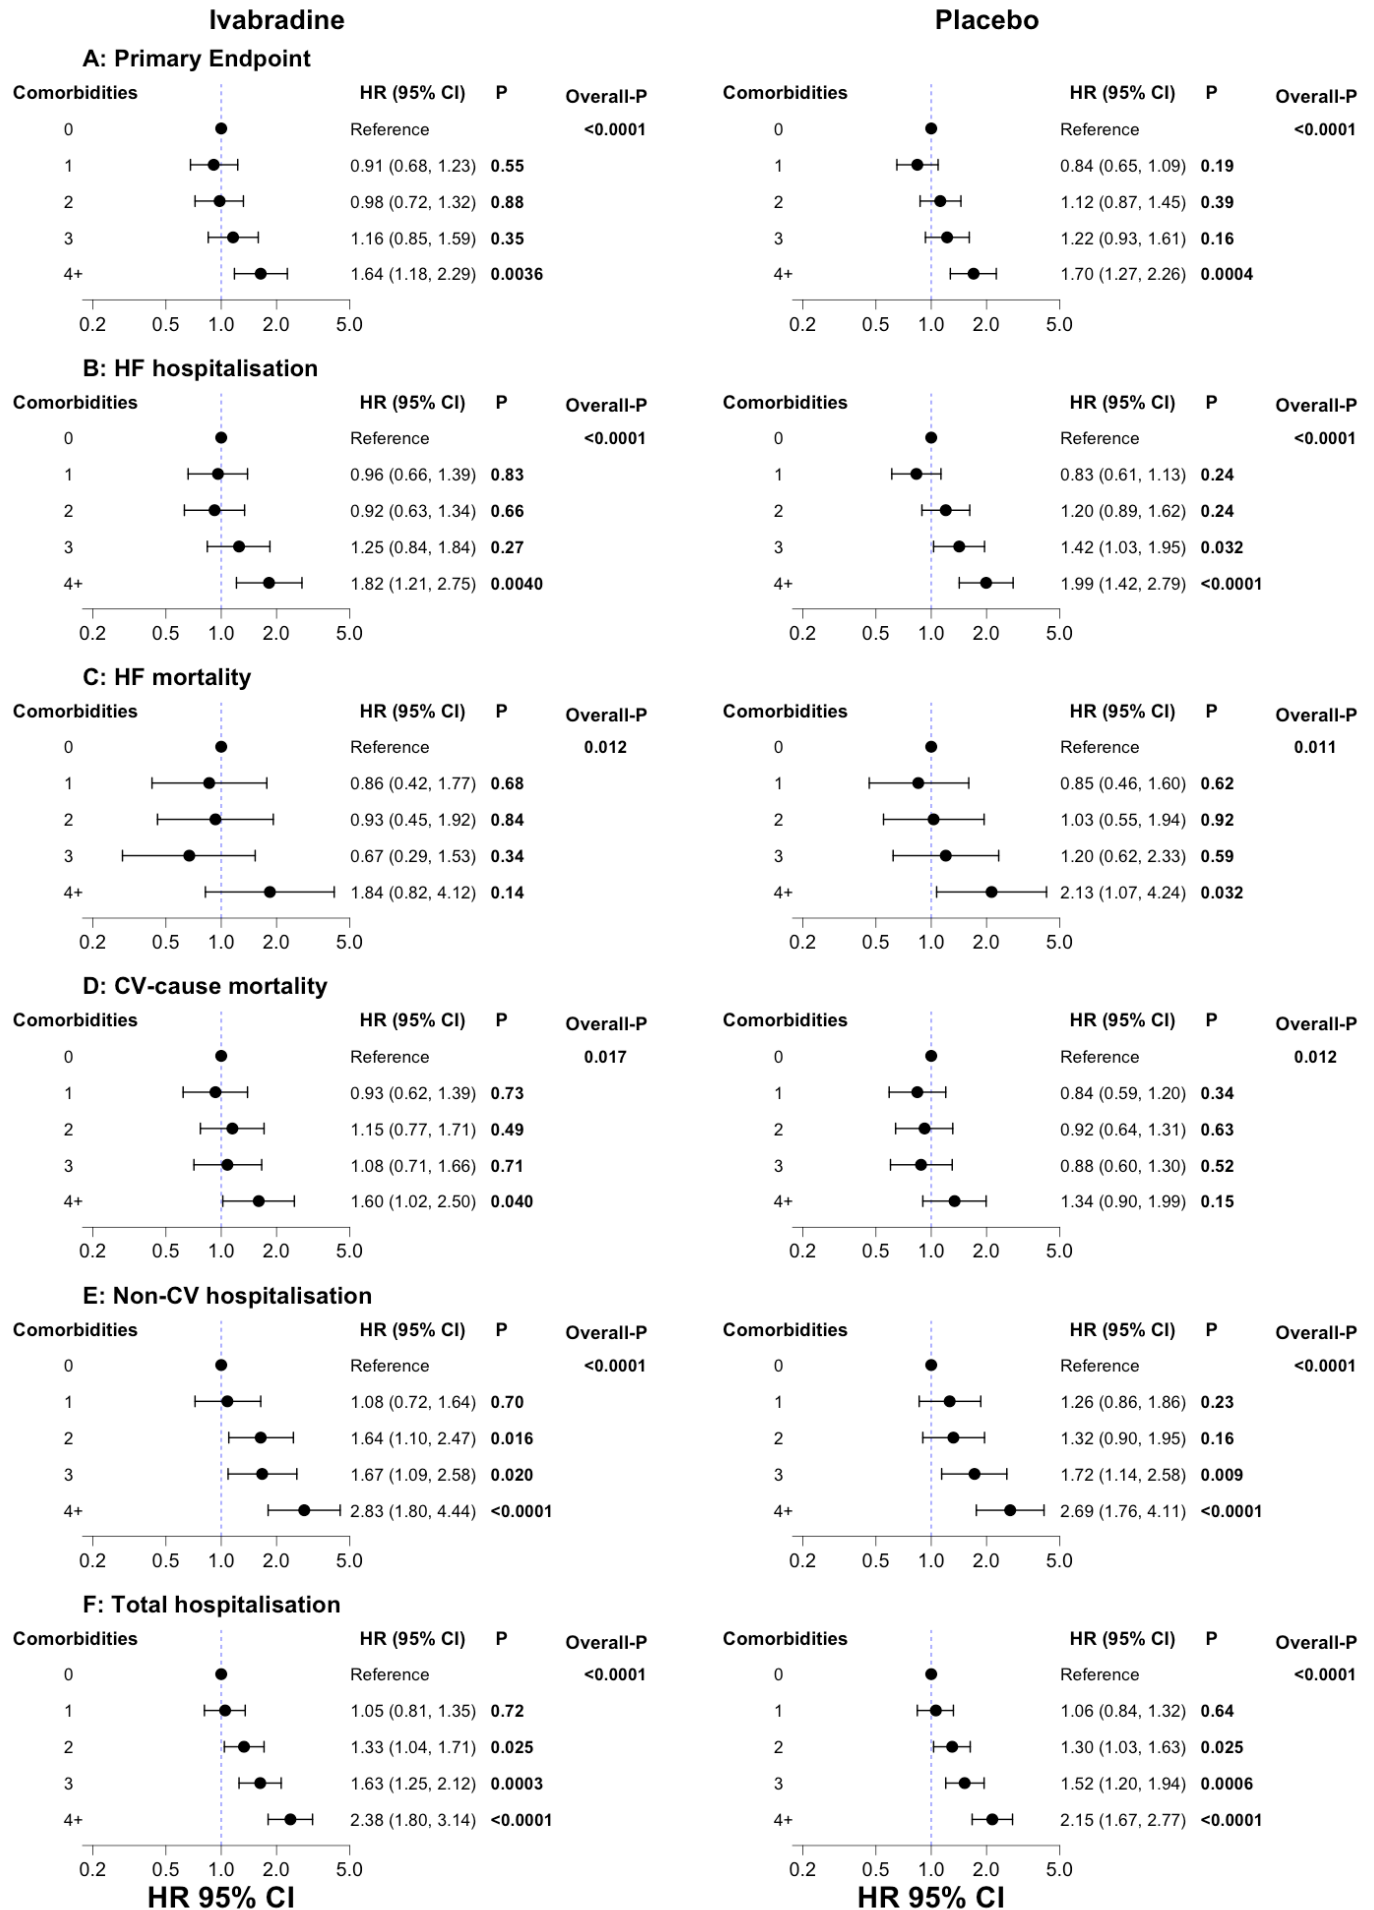 Ivabradine Placebo
A: Primary Endpoint
Comorbidities HR (95% CI) P Overall-P Comorbidities HR (95% CI) P Overall-P
0 Reference <0.0001 0 Reference <0.0001
1 0.91 (0.68, 1.23) 0.55 1 0.84 (0.65, 1.09) 0.19
2 0.98 (0.72, 1.32) 0.88 2 1.12 (0.87, 1.45) 0.39
3 1.16 (0.85, 1.59) 0.35 3 1.22 (0.93, 1.61) 0.16
4+ 1.64 (1.18, 2.29) 0.0036 4+ 1.70 (1.27, 2.26) 0.0004
0.2 0.5 1.0 2.0 5.0 0.2 0.5 1.0 2.0 5.0
B: HF hospitalisation
Comorbidities HR (95% CI) P Overall-P Comorbidities HR (95% CI) P Overall-P
0 Reference <0.0001 0 Reference <0.0001
1 0.96 (0.66, 1.39) 0.83 1 0.83 (0.61, 1.13) 0.24
2 0.92 (0.63, 1.34) 0.66 2 1.20 (0.89, 1.62) 0.24
3 1.25 (0.84, 1.84) 0.27 3 1.42 (1.03, 1.95) 0.032
4+ 1.82 (1.21, 2.75) 0.0040 4+ 1.99 (1.42, 2.79) <0.0001
0.2 0.5 1.0 2.0 5.0 0.2 0.5 1.0 2.0 5.0
C: HF mortality
Comorbidities HR (95% CI) P Overall-P Comorbidities HR (95% CI) P Overall-P
0 Reference 0.012 0 Reference 0.011
1 0.86 (0.42, 1.77) 0.68 1 0.85 (0.46, 1.60) 0.62
2 0.93 (0.45, 1.92) 0.84 2 1.03 (0.55, 1.94) 0.92
3 0.67 (0.29, 1.53) 0.34 3 1.20 (0.62, 2.33) 0.59
4+ 1.84 (0.82, 4.12) 0.14 4+ 2.13 (1.07, 4.24) 0.032
0.2 0.5 1.0 2.0 5.0 0.2 0.5 1.0 2.0 5.0
D: CV-cause mortality
Comorbidities HR (95% CI) P Overall-P Comorbidities HR (95% CI) P Overall-P
0 Reference 0.017 0 Reference 0.012
1 0.93 (0.62, 1.39) 0.73 1 0.84 (0.59, 1.20) 0.34
2 1.15 (0.77, 1.71) 0.49 2 0.92 (0.64, 1.31) 0.63
3 1.08 (0.71, 1.66) 0.71 3 0.88 (0.60, 1.30) 0.52
4+ 1.60 (1.02, 2.50) 0.040 4+ 1.34 (0.90, 1.99) 0.15
0.2 0.5 1.0 2.0 5.0 0.2 0.5 1.0 2.0 5.0
E: Non-CV hospitalisation
Comorbidities HR (95% CI) P Overall-P Comorbidities HR (95% CI) P Overall-P
0 Reference <0.0001 0 Reference <0.0001
1 1.08 (0.72, 1.64) 0.70 1 1.26 (0.86, 1.86) 0.23
2 1.64 (1.10, 2.47) 0.016 2 1.32 (0.90, 1.95) 0.16
3 1.67 (1.09, 2.58) 0.020 3 1.72 (1.14, 2.58) 0.009
4+ 2.83 (1.80, 4.44) <0.0001 4+ 2.69 (1.76, 4.11) <0.0001
0.2 0.5 1.0 2.0 5.0 0.2 0.5 1.0 2.0 5.0
F: Total hospitalisation
Comorbidities HR (95% CI) P Overall-P Comorbidities HR (95% CI) P Overall-P
0 Reference <0.0001 0 Reference <0.0001
1 1.05 (0.81, 1.35) 0.72 1 1.06 (0.84, 1.32) 0.64
2 1.33 (1.04, 1.71) 0.025 2 1.30 (1.03, 1.63) 0.025
3 1.63 (1.25, 2.12) 0.0003 3 1.52 (1.20, 1.94) 0.0006
4+ 2.38 (1.80, 3.14) <0.0001 4+ 2.15 (1.67, 2.77) <0.0001
0.2 0.5 1.0 2.0 5.0 0.2 0.5 1.0 2.0 5.0
HR 95% CI HR 95% CI